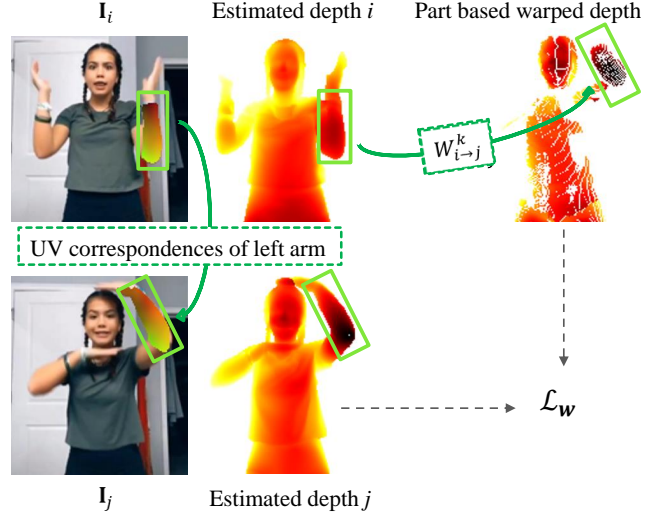 I_i Estimated depth i Part based warped depth
W^k_{i→j}
UV correspondences of left arm
ℒ_w
I_j Estimated depth j